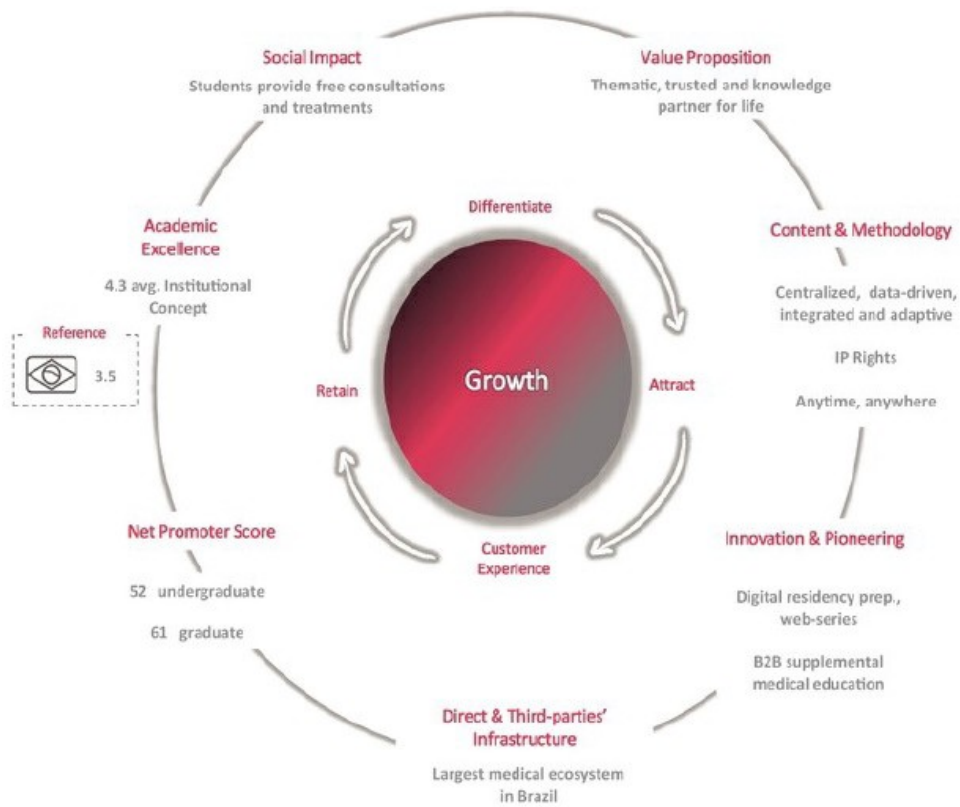 Social Impact
Students provide free consultations
and treatments
Value Proposition
Thematic, trusted and knowledge
partner for life
Differentiate
Academic
Excellence
4.3 avg. Institutional
Concept
Reference
3.5
Content & Methodology
Centralized, data-driven,
integrated and adaptive
IP Rights
Anytime, anywhere
Retain
Growth
Attract
Customer
Experience
Net Promoter Score
52 undergraduate
61 graduate
Innovation & Pioneering
Digital residency prep.,
web-series
B2B supplemental
medical education
Direct & Third-parties'
Infrastructure
Largest medical ecosystem
in Brazil